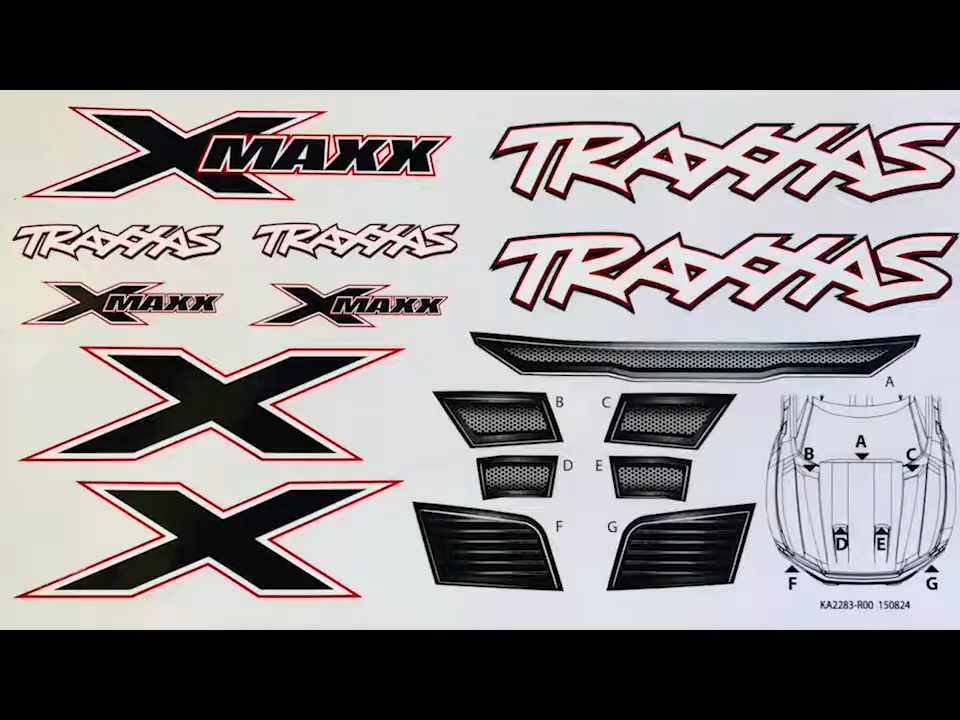 XMAXX
TRAXXAS
TRAXXAS
TRAXXAS
XMAXX
XMAXX
TRAXXAS
X
X
A
B
C
D
E
F
G
A
B
C
D
E
F
G
KA2283-R00 150824